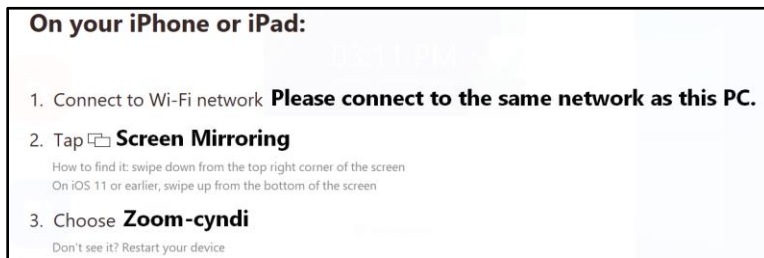 On your iPhone or iPad:
1. Connect to Wi-Fi network Please connect to the same network as this PC.
2. Tap Screen Mirroring
How to find it: swipe down from the top right corner of the screen
On iOS 11 or earlier, swipe up from the bottom of the screen
3. Choose Zoom-cyndi
Don't see it? Restart your device